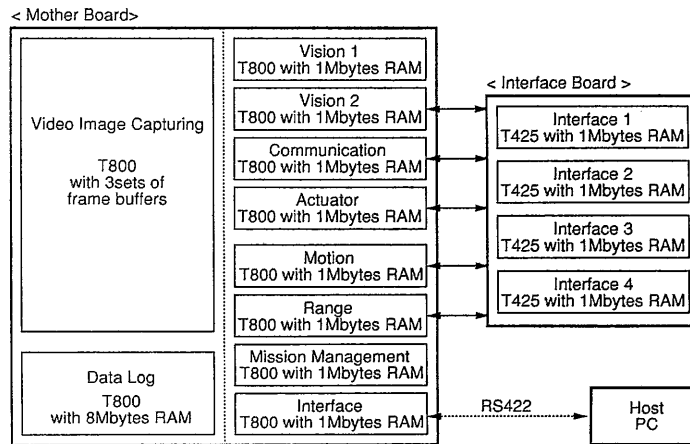 < Mother Board>
Video Image Capturing
T800
with 3sets of
frame buffers
Data Log
T800
with 8Mbytes RAM
Vision 1
T800 with 1Mbytes RAM
Vision 2
T800 with 1Mbytes RAM
Communication
T800 with 1Mbytes RAM
Actuator
T800 with 1Mbytes RAM
Motion
T800 with 1Mbytes RAM
Range
T800 with 1Mbytes RAM
Mission Management
T800 with 1Mbytes RAM
Interface
T800 with 1Mbytes RAM
< Interface Board >
Interface 1
T425 with 1Mbytes RAM
Interface 2
T425 with 1Mbytes RAM
Interface 3
T425 with 1Mbytes RAM
Interface 4
T425 with 1Mbytes RAM
RS422
Host
PC